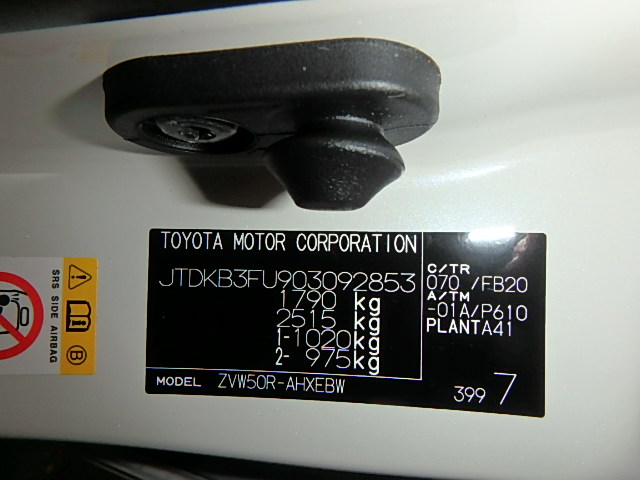 TOYOTA MOTOR CORPORATION
JTDKB3FU903092853
1790 kg
2515 kg
1-1020kg
2- 975kg
MODEL ZVW50R-AHXEBW
C/TR
070 /FB20
A/TM
-01A/P610
PLANTA41
399 7
SRS SIDE AIRBAG
B